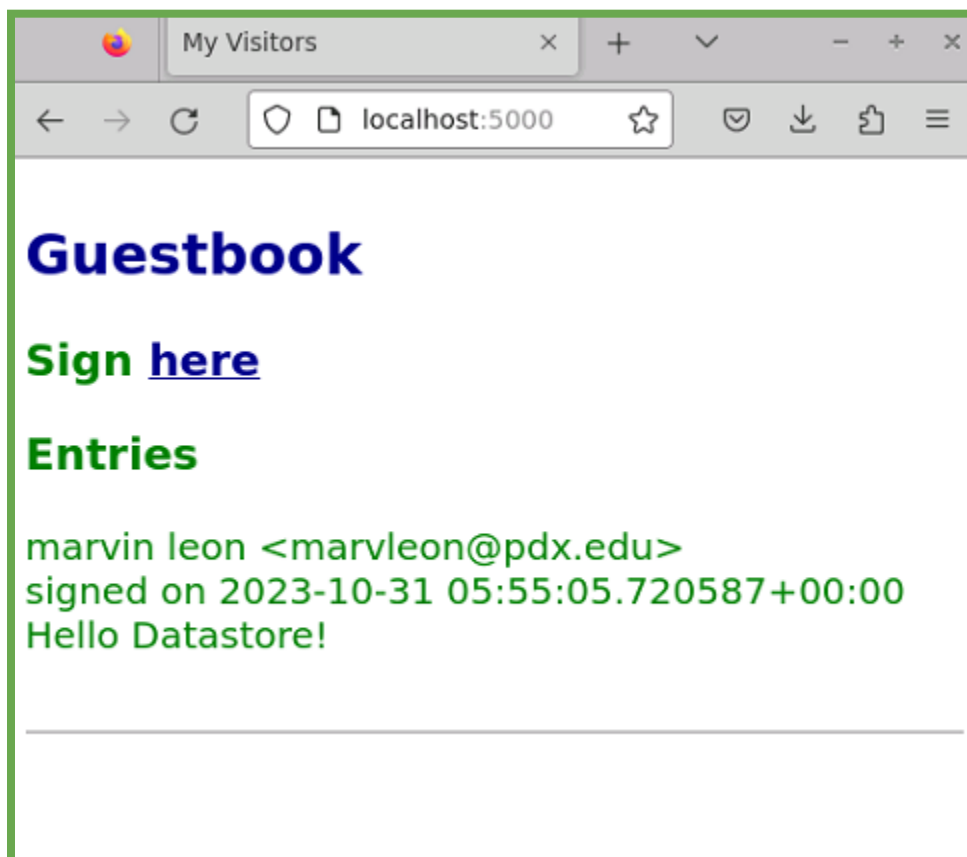 My Visitors
localhost:5000
Guestbook
Sign here
Entries
marvin leon <marvleon@pdx.edu>
signed on 2023-10-31 05:55:05.720587+00:00
Hello Datastore!